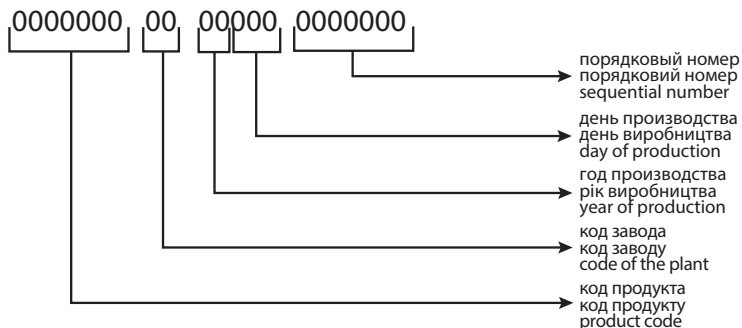 0000000 00 00000 0000000
порядковый номер
порядковий номер
sequential number
день производства
день виробництва
day of production
год производства
рік виробництва
year of production
код завода
код заводу
code of the plant
код продукта
код продукту
product code